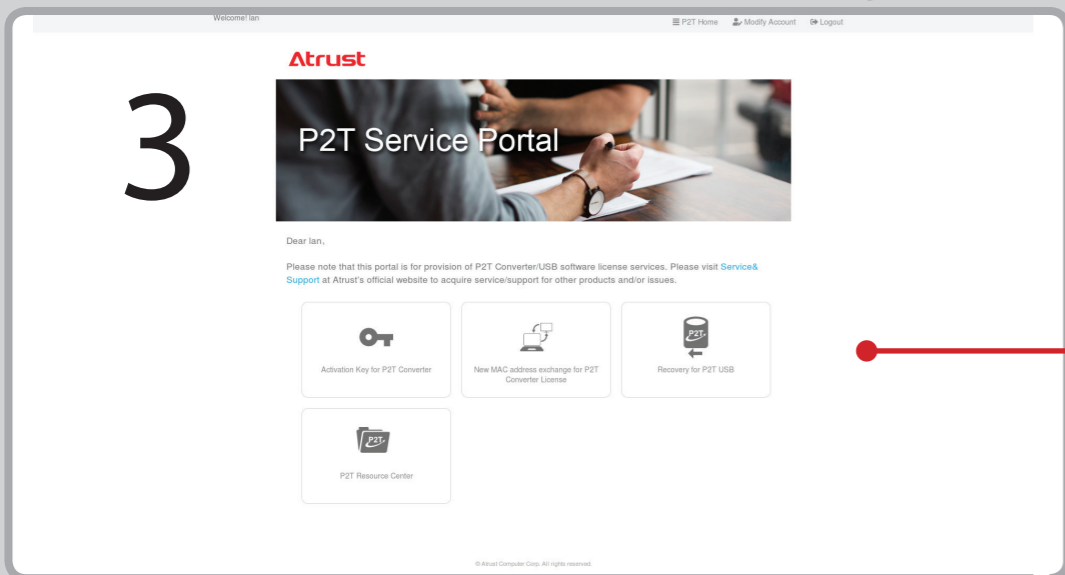 Welcome! Ian
P2T Home Modify Account Logout
3
Atrust
P2T Service Portal
Dear Ian,
Please note that this portal is for provision of P2T Converter/USB software license services. Please visit Service&
Support at Atrust's official website to acquire service/support for other products and/or issues.
Activation Key for P2T Converter
New MAC address exchange for P2T
Converter License
P2T
Recovery for P2T USB
P2T
P2T Resource Center
© Atrust Computer Corp. All rights reserved.